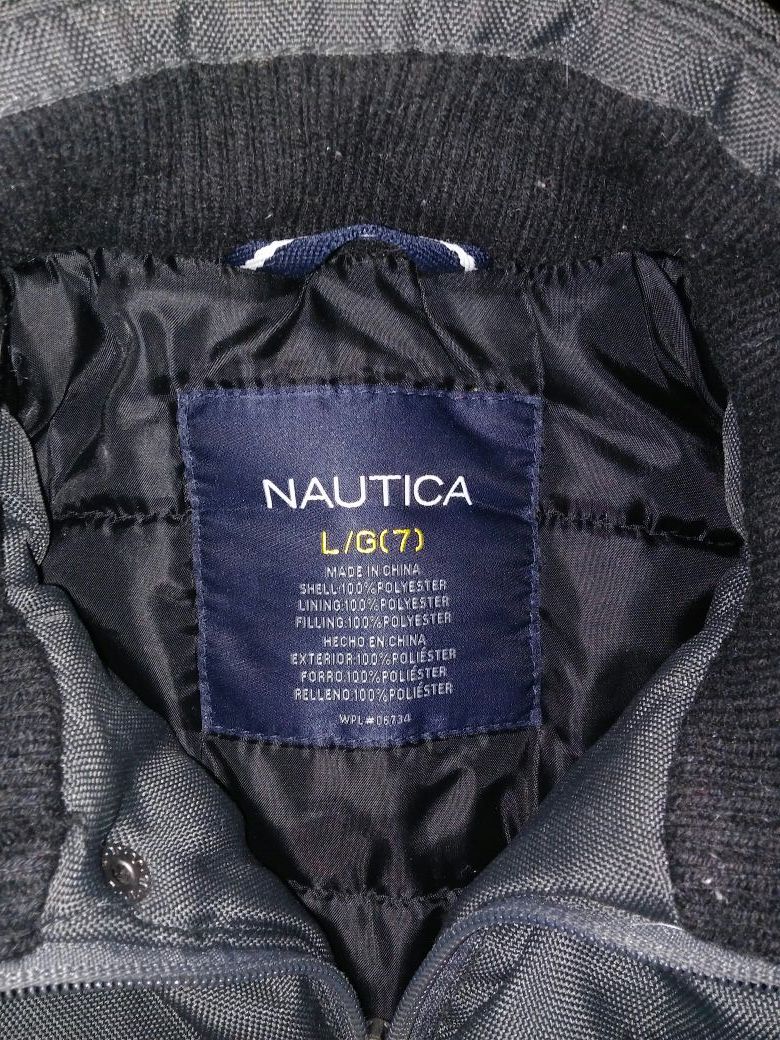 NAUTICA
L/G(7)
MADE IN CHINA
SHELL:100%POLYESTER
LINING:100%POLYESTER
FILLING:100%POLYESTER
HECHO EN CHINA
EXTERIOR:100%POLIÉSTER
FORRO:100%POLIÉSTER
RELLENO:100%POLIÉSTER
WPL#06734